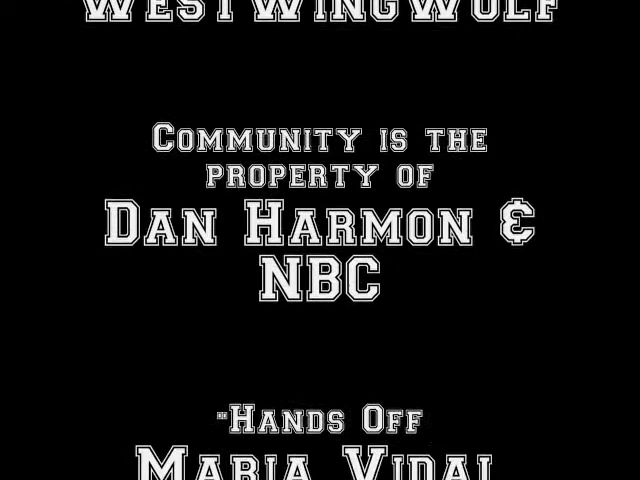 WESTWINGWOLF
COMMUNITY IS THE
PROPERTY OF
DAN HARMON &
NBC
"HANDS OFF
MARIA VIDAL